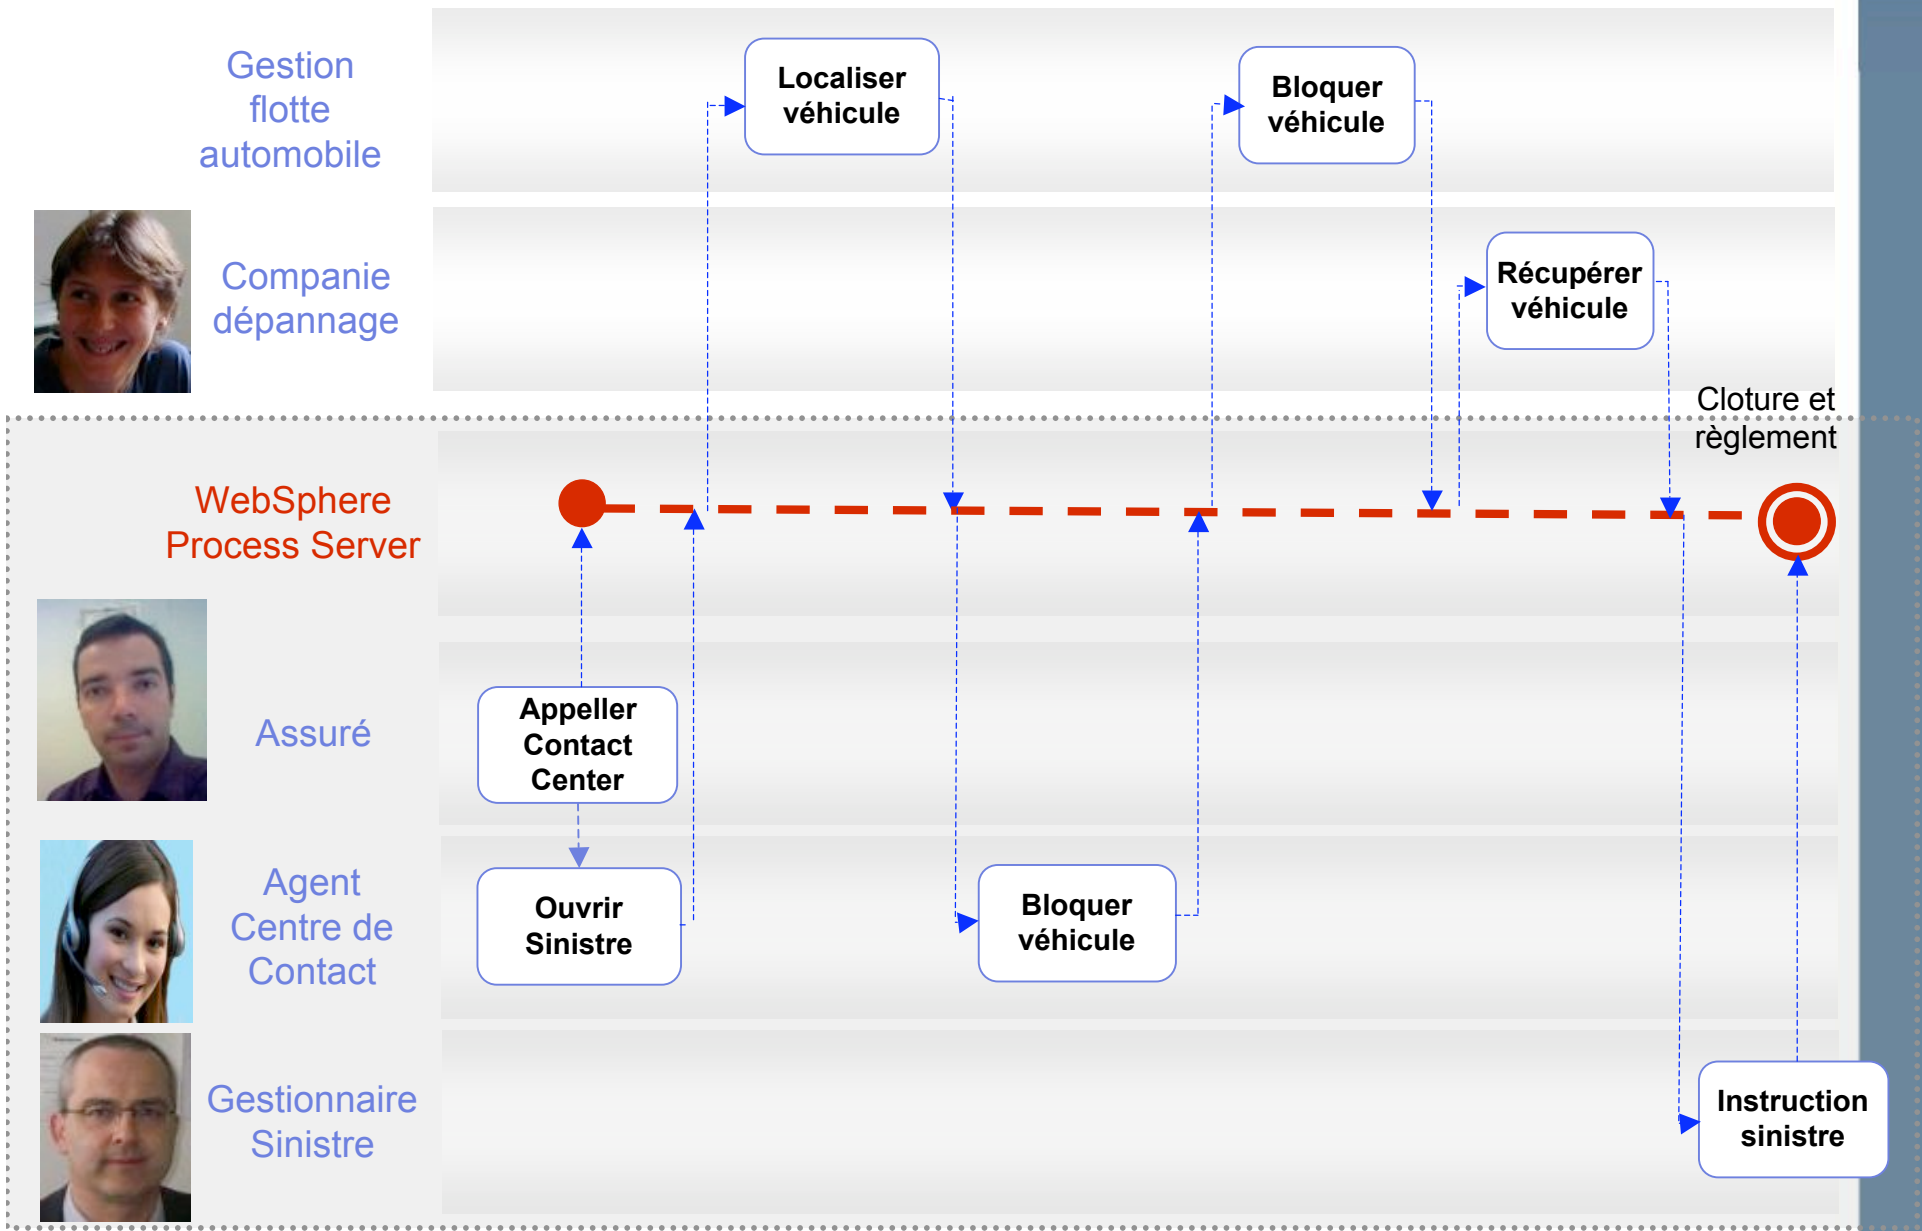 Gestion
flotte
automobile
Localiser
véhicule
Bloquer
véhicule
Companie
dépannage
Récupérer
véhicule
Cloture et
règlement
WebSphere
Process Server
Assuré
Appeller
Contact
Center
Agent
Centre de
Contact
Ouvrir
Sinistre
Bloquer
véhicule
Gestionnaire
Sinistre
Instruction
sinistre